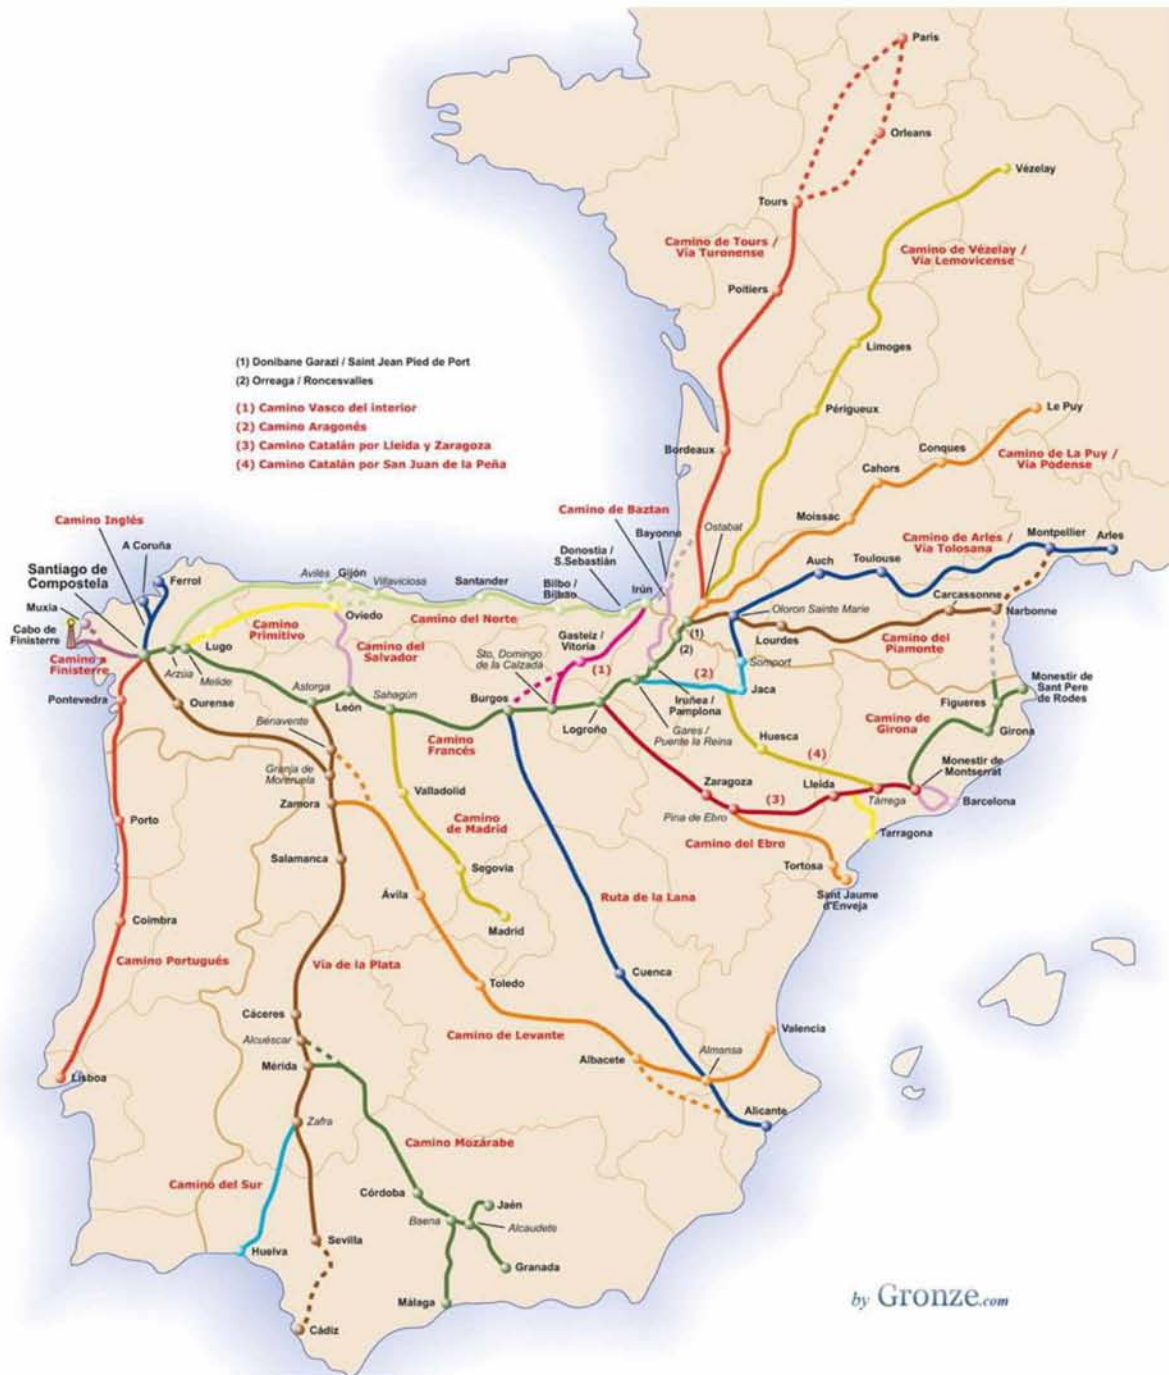 Paris
Orleans
Vézelay
Tours
Camino de Tours /
Vía Turonense
Camino de Vézelay /
Vía Lemovicense
Poitiers
Limoges
(1) Donibane Garazi / Saint Jean Pied de Port
(2) Orreaga / Roncesvalles
(1) Camino Vasco del interior
(2) Camino Aragonés
(3) Camino Catalán por Lleida y Zaragoza
(4) Camino Catalán por San Juan de la Peña
Périgueux
Le Puy
Bordeaux
Conques
Camino de La Puy /
Vía Podense
Cahors
Moissac
Camino de Baztan
Ostabat
Bayonne
Camino de Arles /
Vía Tolosana
Montpellier
Arles
Camino Inglés
A Coruña
Santiago de
Compostela
Ferrol
Muxia
Cabo de
Finisterre
Camino a
Finisterre
Avilés
Gijón
Villaviciosa
Santander
Bilbo /
Bilbao
Donostia /
S.Sebastián
Irún
Auch
Toulouse
Carcassonne
Narbonne
Oloron Sainte Marie
Lourdes
Camino del
Piamonte
Oviedo
Camino
Primitivo
Camino del Norte
Camino del
Salvador
Lugo
Arzúa
Melide
Gasteiz /
Vitoria
Sto. Domingo
de la Calzada
(1)
(1)
(2)
(2)
Somport
Jaca
Pontevedra
Ourense
Astorga
León
Sahagún
Burgos
Logroño
Iruñea /
Pamplona
Gares /
Puente la Reina
Monestir de
Sant Pere
de Rodes
Figueres
Girona
Camino de
Girona
Benavente
Camino
Francés
Huesca
(4)
Monestir de
Montserrat
Granja de
Moreruela
Zamora
Valladolid
Zaragoza
Lleida
(3)
Tárrega
Barcelona
Pina de Ebro
Tarragona
Porto
Camino
de Madrid
Camino del Ebro
Salamanca
Segovia
Tortosa
Sant Jaume
d'Enveja
Ávila
Ruta de la Lana
Madrid
Coimbra
Camino Portugués
Vía de la Plata
Cuenca
Toledo
Cáceres
Alcuéscar
Camino de Levante
Valencia
Albacete
Almansa
Mérida
Lisboa
Alicante
Zafra
Camino Mozárabe
Camino del Sur
Córdoba
Jaén
Baena
Alcaudete
Huelva
Sevilla
Granada
Málaga
Cádiz
by Gronze.com